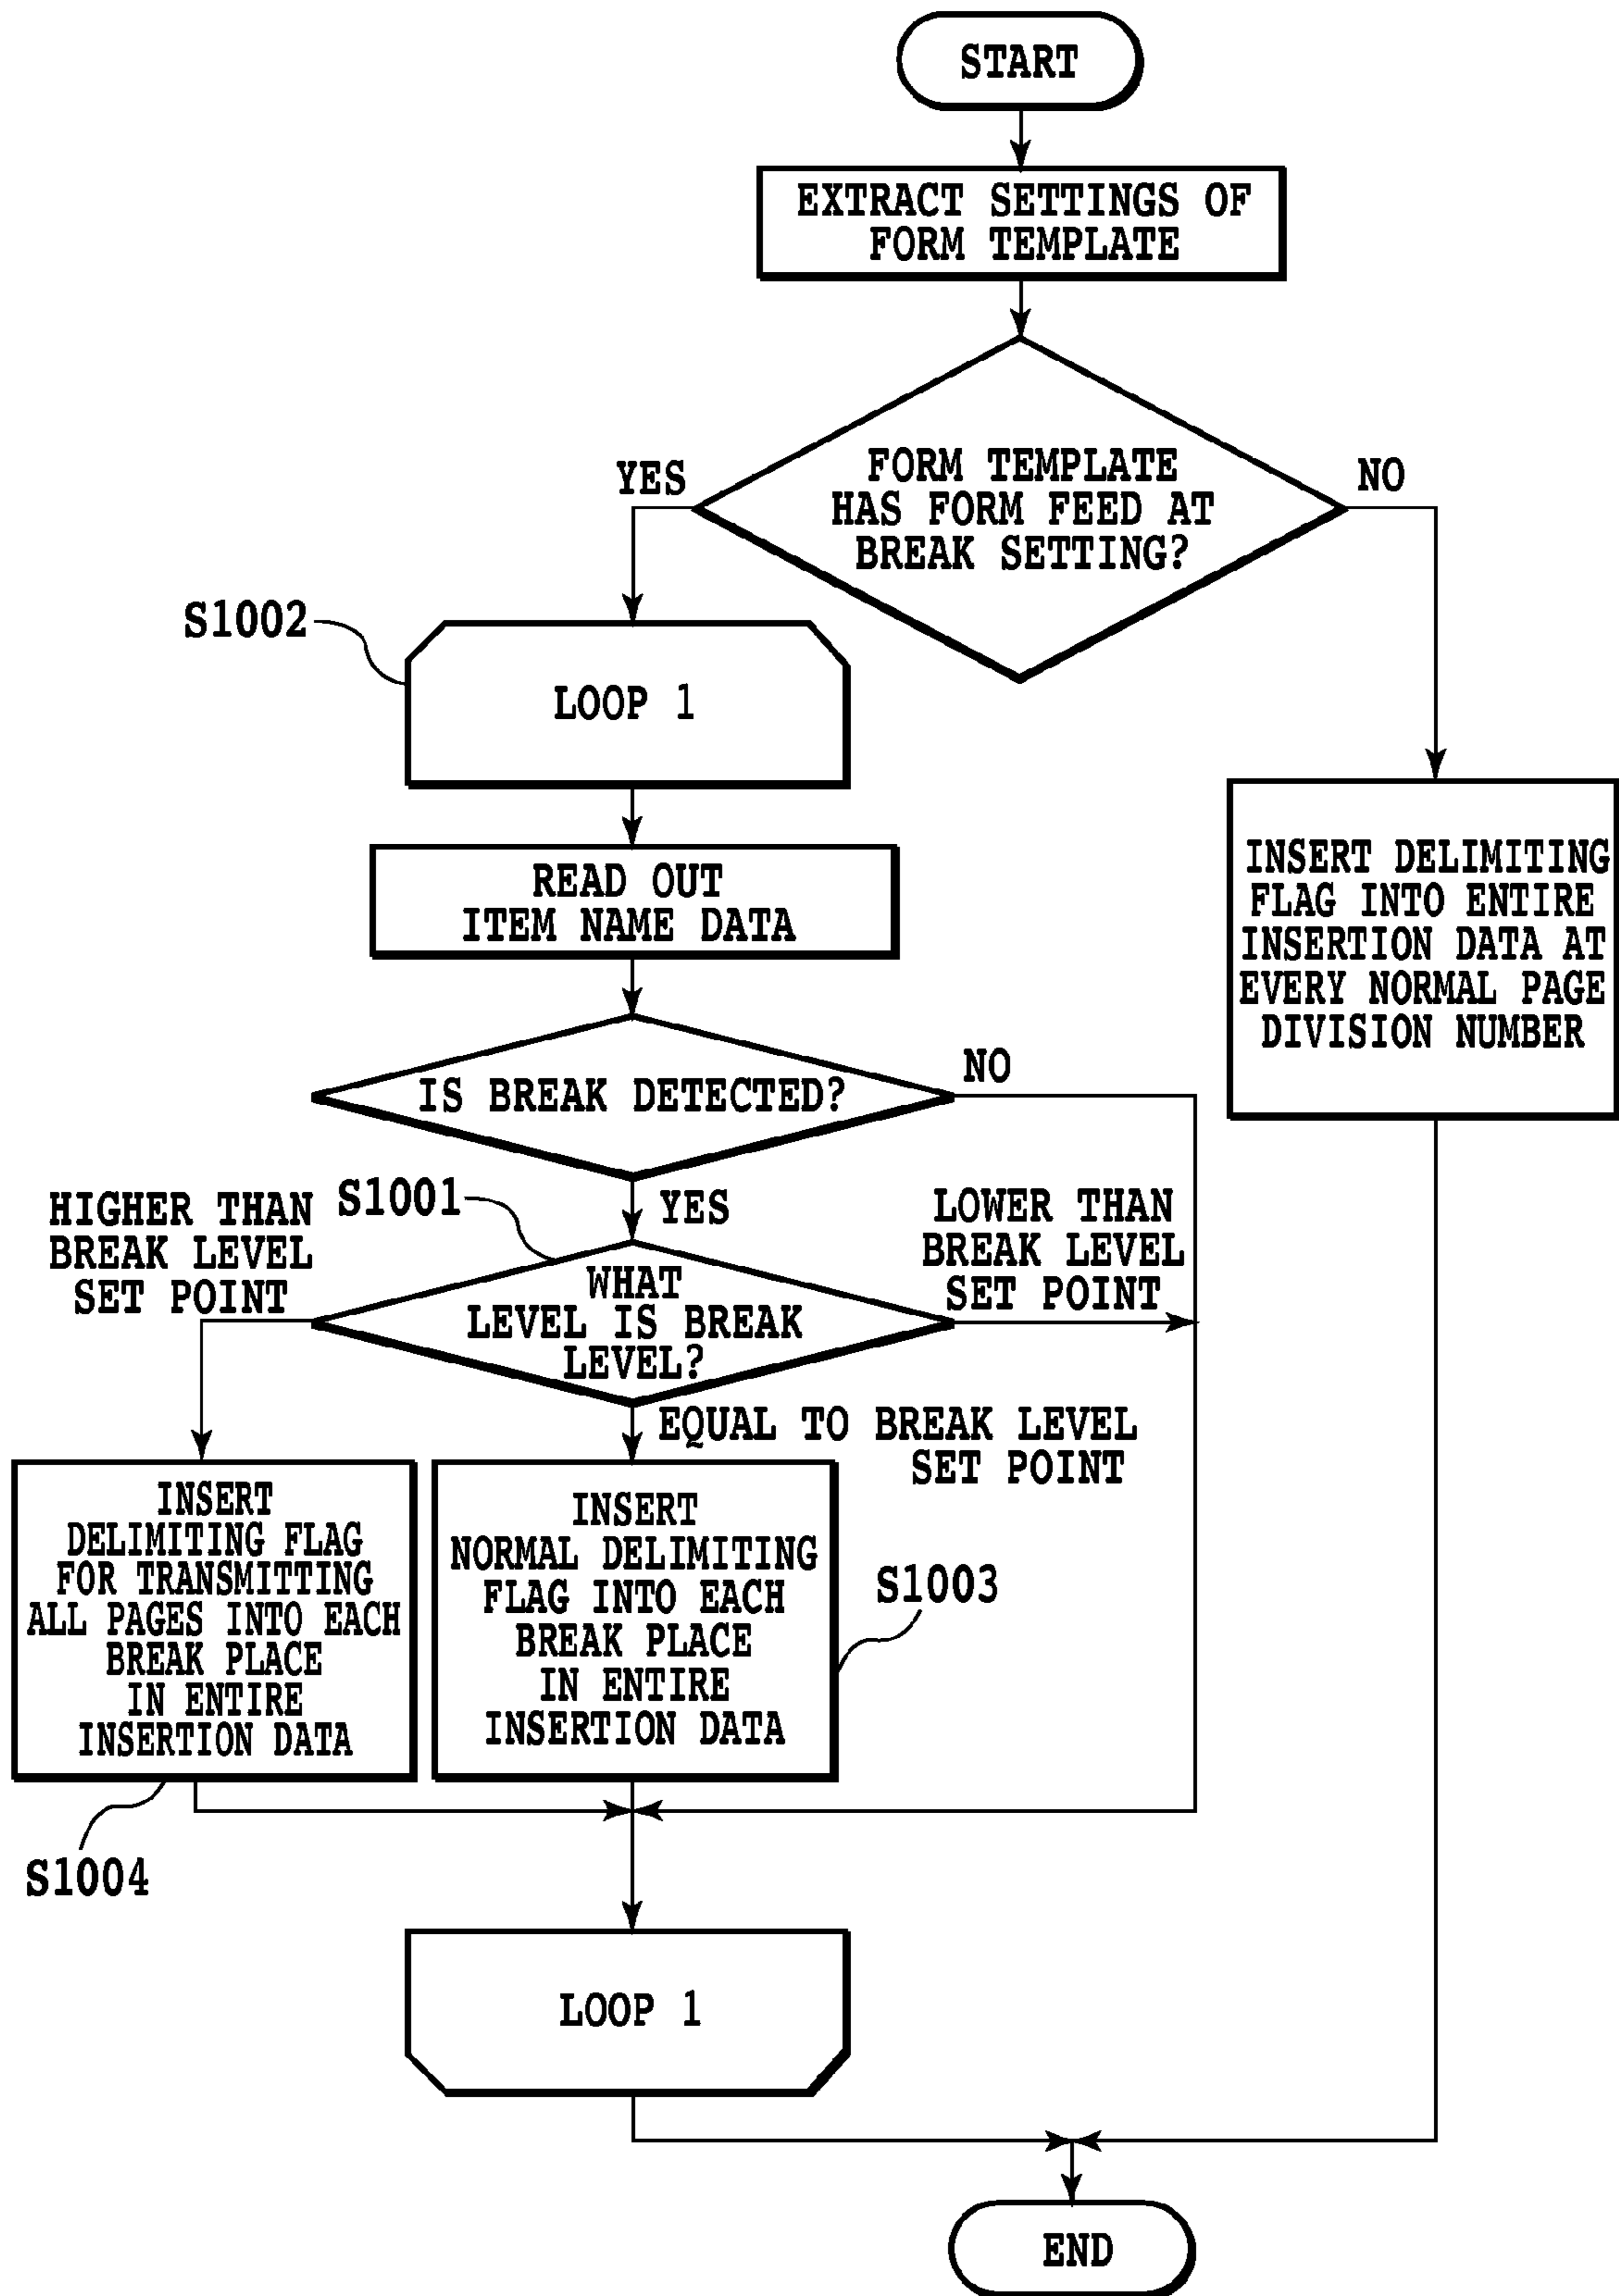 START
EXTRACT SETTINGS OF
FORM TEMPLATE
FORM TEMPLATE
HAS FORM FEED AT
BREAK SETTING?
YES
NO
S1002
LOOP 1
READ OUT
ITEM NAME DATA
INSERT DELIMITING
FLAG INTO ENTIRE
INSERTION DATA AT
EVERY NORMAL PAGE
DIVISION NUMBER
IS BREAK DETECTED?
NO
YES
S1001
HIGHER THAN
BREAK LEVEL
SET POINT
LOWER THAN
BREAK LEVEL
SET POINT
WHAT
LEVEL IS BREAK
LEVEL?
EQUAL TO BREAK LEVEL
SET POINT
INSERT
DELIMITING FLAG
FOR TRANSMITTING
ALL PAGES INTO EACH
BREAK PLACE
IN ENTIRE
INSERTION DATA
INSERT
NORMAL DELIMITING
FLAG INTO EACH
BREAK PLACE
IN ENTIRE
INSERTION DATA
S1003
S1004
LOOP 1
END